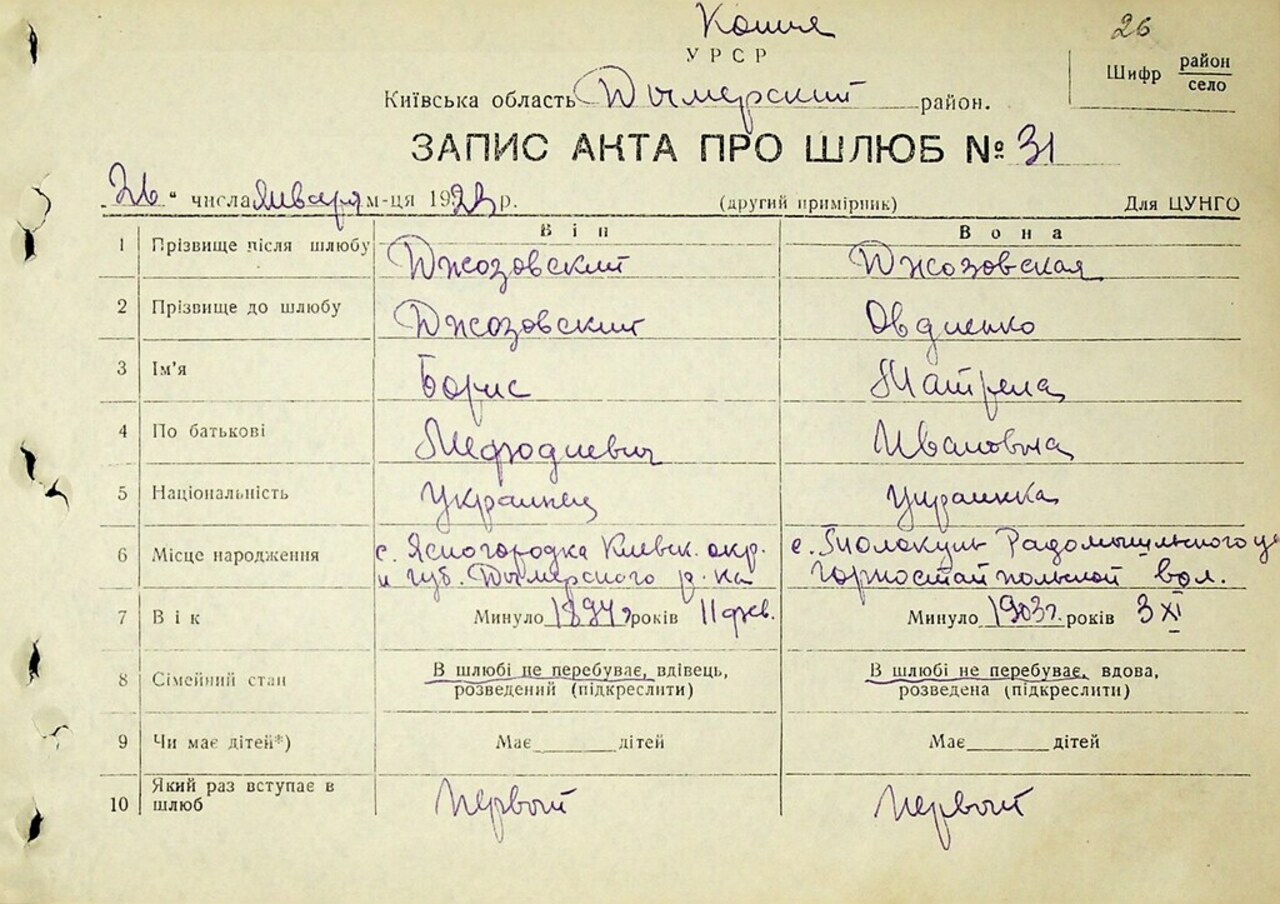 Копия
26
УРСР
Шифр район село
Київська область Дымерский район.
ЗАПИС АКТА ПРО ШЛЮБ № 31
"26" числа января м-ця 1923 р. (другий примірник) Для ЦУНГО
Він Вона
1 Прізвище після шлюбу Джозовский Джозовская
2 Прізвище до шлюбу Джозовский Овдиенко
3 Ім'я Борис Матрена
4 По батькові Мефодиевич Ивановна
5 Національність Украинец Украинка
6 Місце народження с. Ясногородка Киевск. окр. с. Радомышльского у
и губ. Дымерского р-на Горностайпольской вол.
7 Вік Минуло 1894 г. років 11 фев. Минуло 1903 г. років 3 XI
8 Сімейний стан В шлюбі не перебуває, вдівець, В шлюбі не перебуває, вдова,
розведений (підкреслити) розведена (підкреслити)
9 Чи має дітей*) Має дітей Має дітей
10 Який раз вступає в шлюб Первый Первый